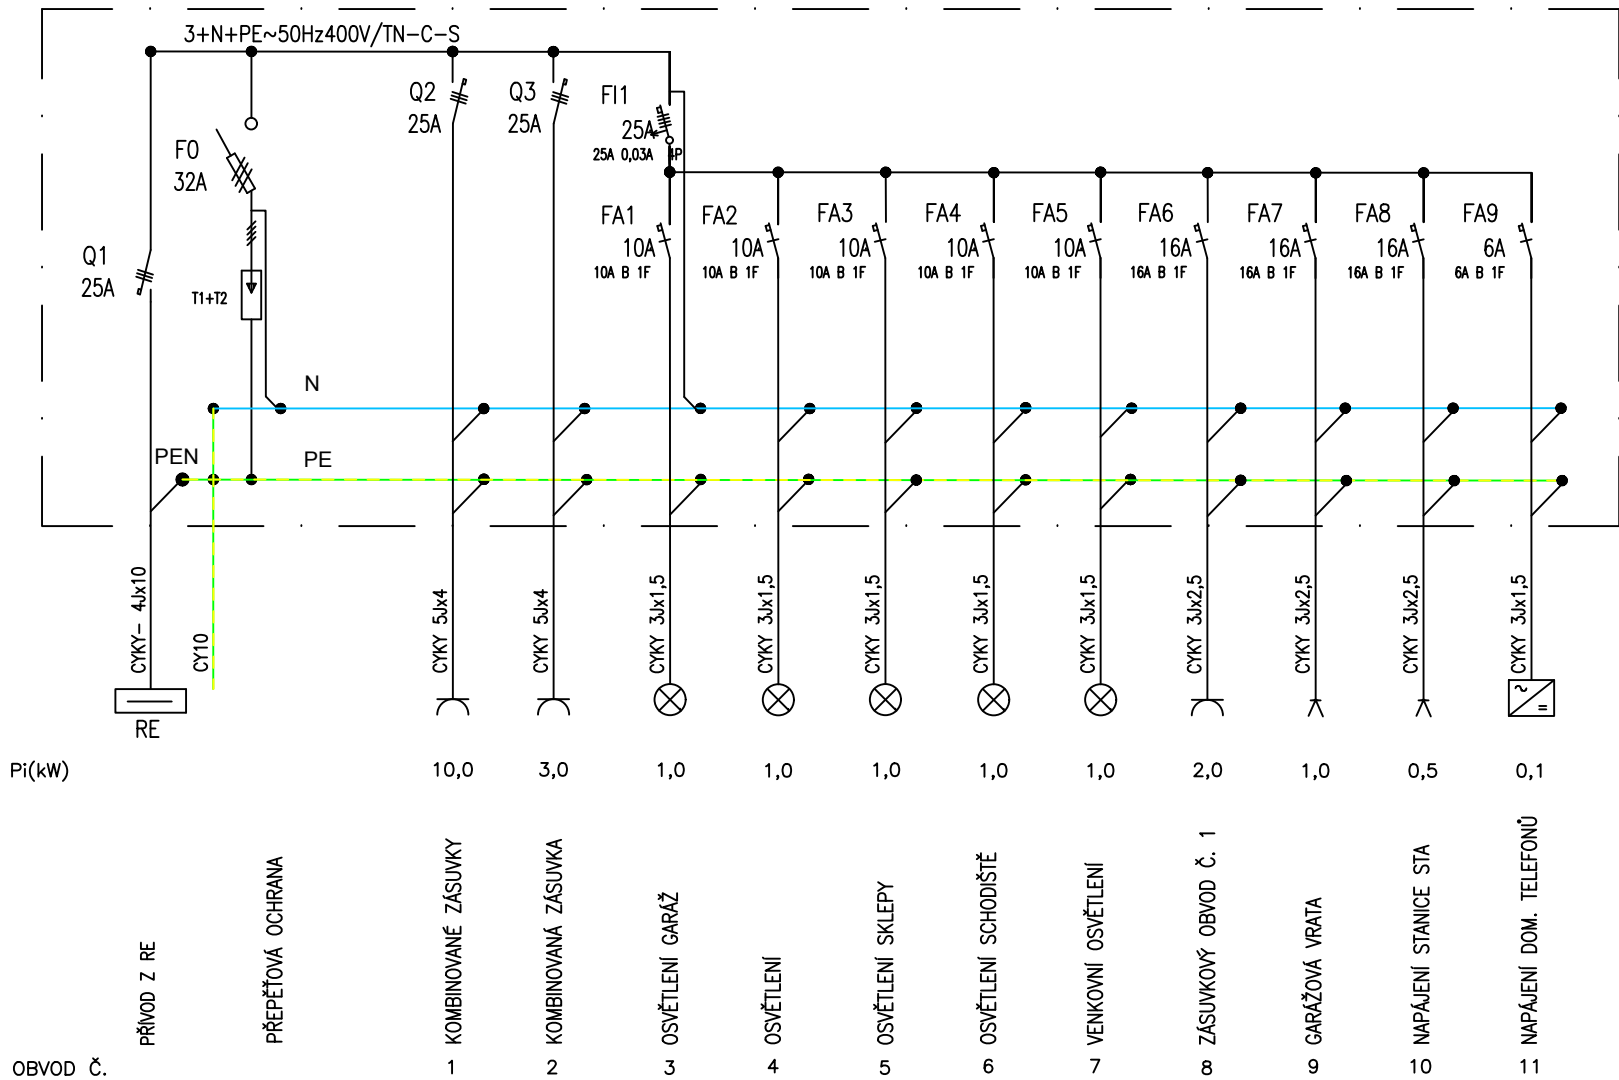 3+N+PE~50Hz400V/TN-C-S
Q1
25A
F0
32A
T1+T2
Q2
25A
Q3
25A
FI1
25A
25A 0,03A 4P
FA1
10A
10A B 1F
FA2
10A
10A B 1F
FA3
10A
10A B 1F
FA4
10A
10A B 1F
FA5
10A
10A B 1F
FA6
16A
16A B 1F
FA7
16A
16A B 1F
FA8
16A
16A B 1F
FA9
6A
6A B 1F
N
PEN
PE
CYKY- 4Jx10
CY10
CYKY 5Jx4
CYKY 5Jx4
CYKY 3Jx1,5
CYKY 3Jx1,5
CYKY 3Jx1,5
CYKY 3Jx1,5
CYKY 3Jx1,5
CYKY 3Jx2,5
CYKY 3Jx2,5
CYKY 3Jx2,5
CYKY 3Jx1,5
~
=
RE
Pi(kW) 10,0 3,0 1,0 1,0 1,0 1,0 1,0 2,0 1,0 0,5 0,1
PŘÍVOD Z RE
PŘEPĚŤOVÁ OCHRANA
KOMBINOVANÉ ZÁSUVKY
KOMBINOVANÁ ZÁSUVKA
OSVĚTLENÍ GARÁŽ
OSVĚTLENÍ
OSVĚTLENÍ SKLEPY
OSVĚTLENÍ SCHODIŠTĚ
VENKOVNÍ OSVĚTLENÍ
ZÁSUVKOVÝ OBVOD Č. 1
GARÁŽOVÁ VRATA
NAPÁJENÍ STANICE STA
NAPÁJENÍ DOM. TELEFONŮ
OBVOD Č. 1 2 3 4 5 6 7 8 9 10 11